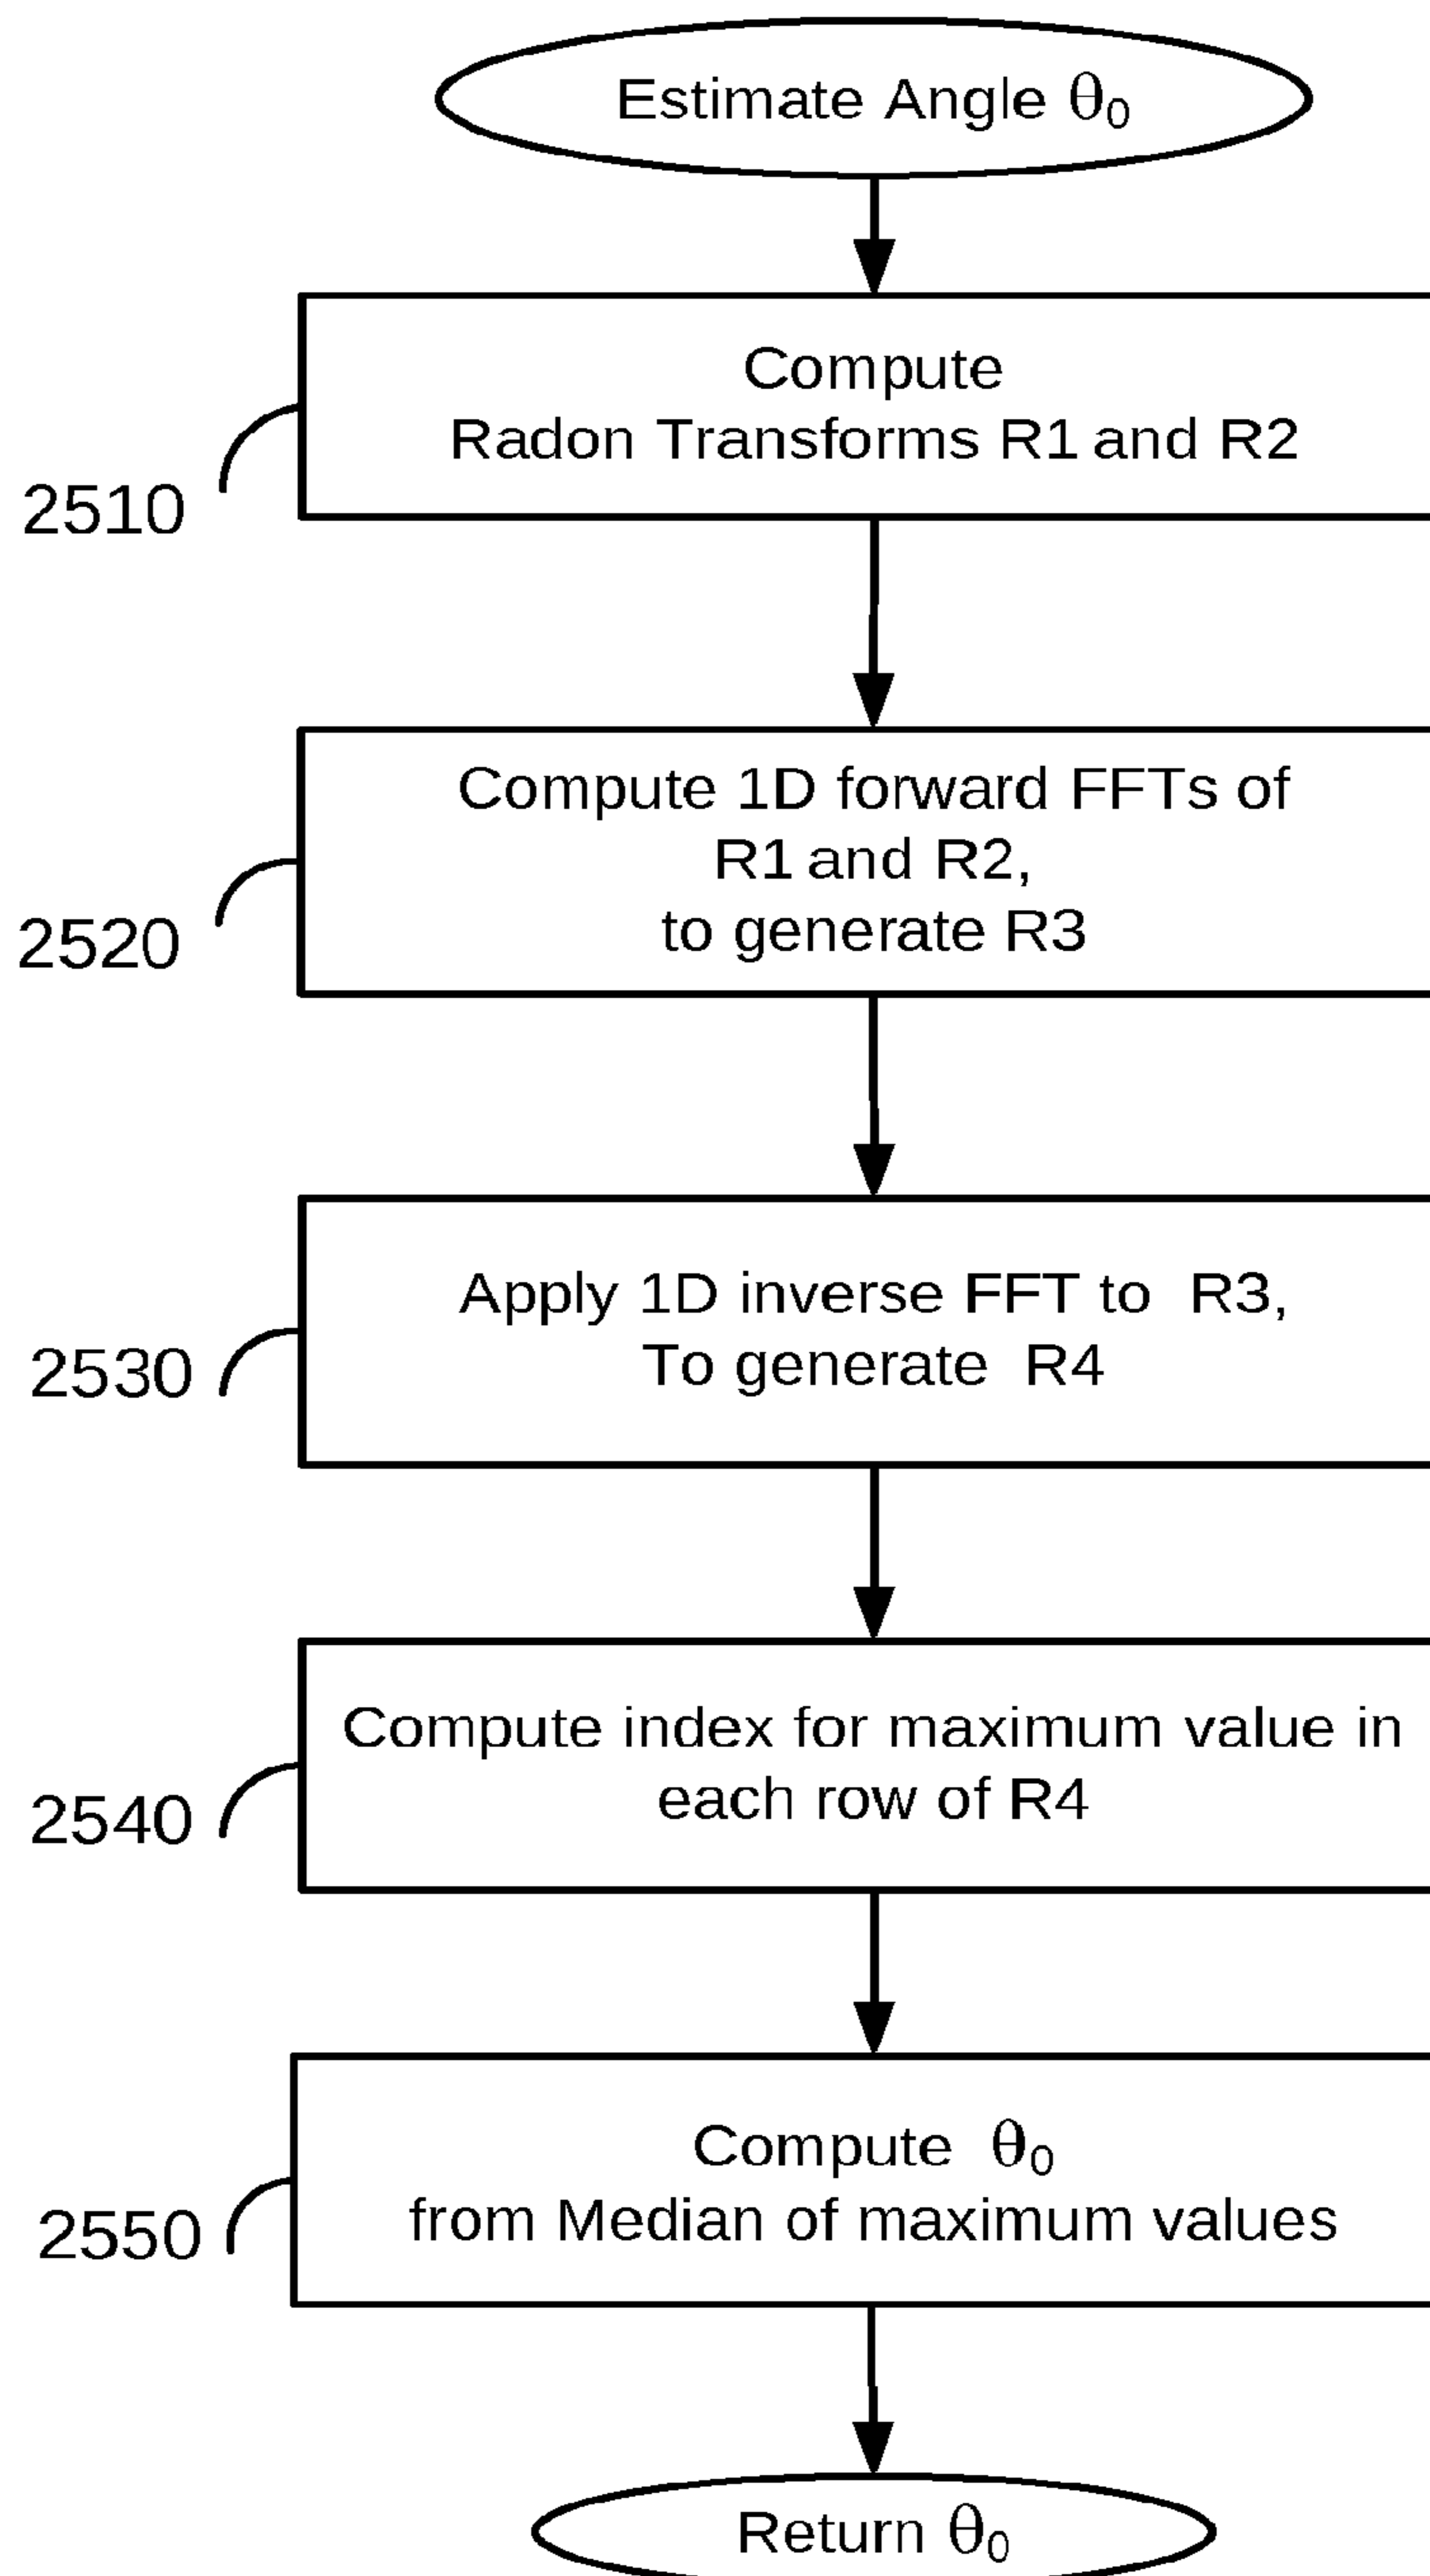 Estimate Angle θ0
Compute
Radon Transforms R1 and R2
2510
Compute 1D forward FFTs of
R1 and R2,
to generate R3
2520
Apply 1D inverse FFT to R3,
To generate R4
2530
Compute index for maximum value in
each row of R4
2540
Compute θ0
from Median of maximum values
2550
Return θ0